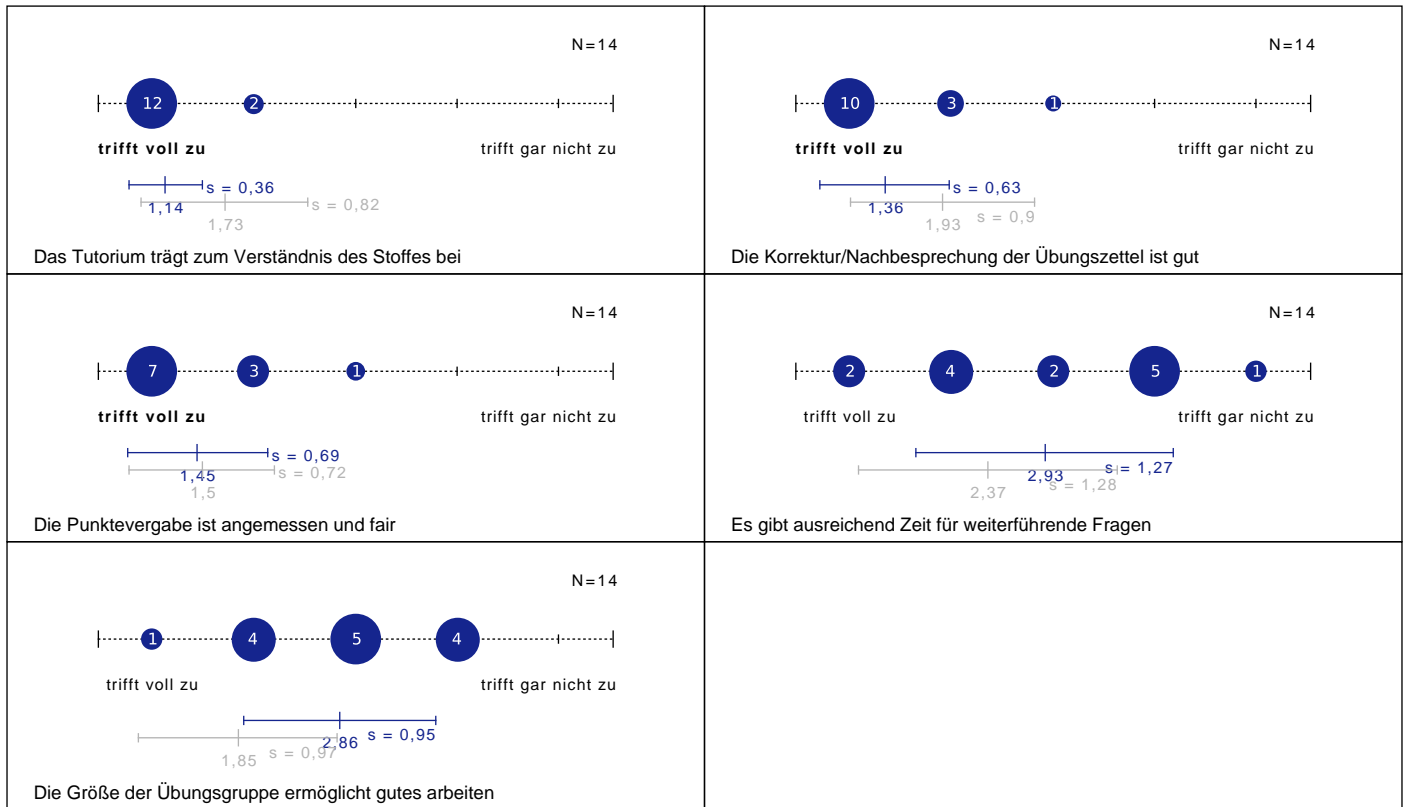 N=14
12 2
trifft voll zu trifft gar nicht zu
s = 0,36
1,14
s = 0,82
1,73
Das Tutorium trägt zum Verständnis des Stoffes bei
N=14
10 3 1
trifft voll zu trifft gar nicht zu
s = 0,63
1,36
s = 0,9
1,93
Die Korrektur/Nachbesprechung der Übungszettel ist gut
N=14
7 3 1
trifft voll zu trifft gar nicht zu
s = 0,69
1,45
s = 0,72
1,5
Die Punktevergabe ist angemessen und fair
N=14
2 4 2 5 1
trifft voll zu trifft gar nicht zu
s = 1,27
2,93
s = 1,28
2,37
Es gibt ausreichend Zeit für weiterführende Fragen
N=14
1 4 5 4
trifft voll zu trifft gar nicht zu
s = 0,95
2,86
s = 0,97
1,85
Die Größe der Übungsgruppe ermöglicht gutes arbeiten